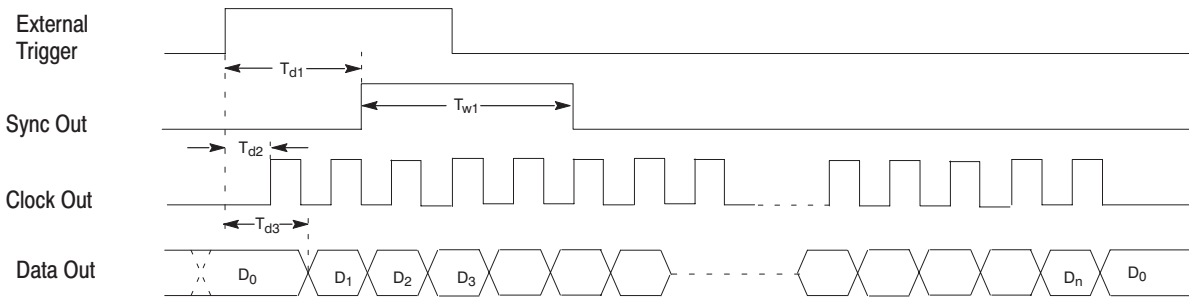 External
Trigger
Td1
Sync Out
Tw1
Td2
Clock Out
Td3
Data Out
D0 D1 D2 D3 Dn D0